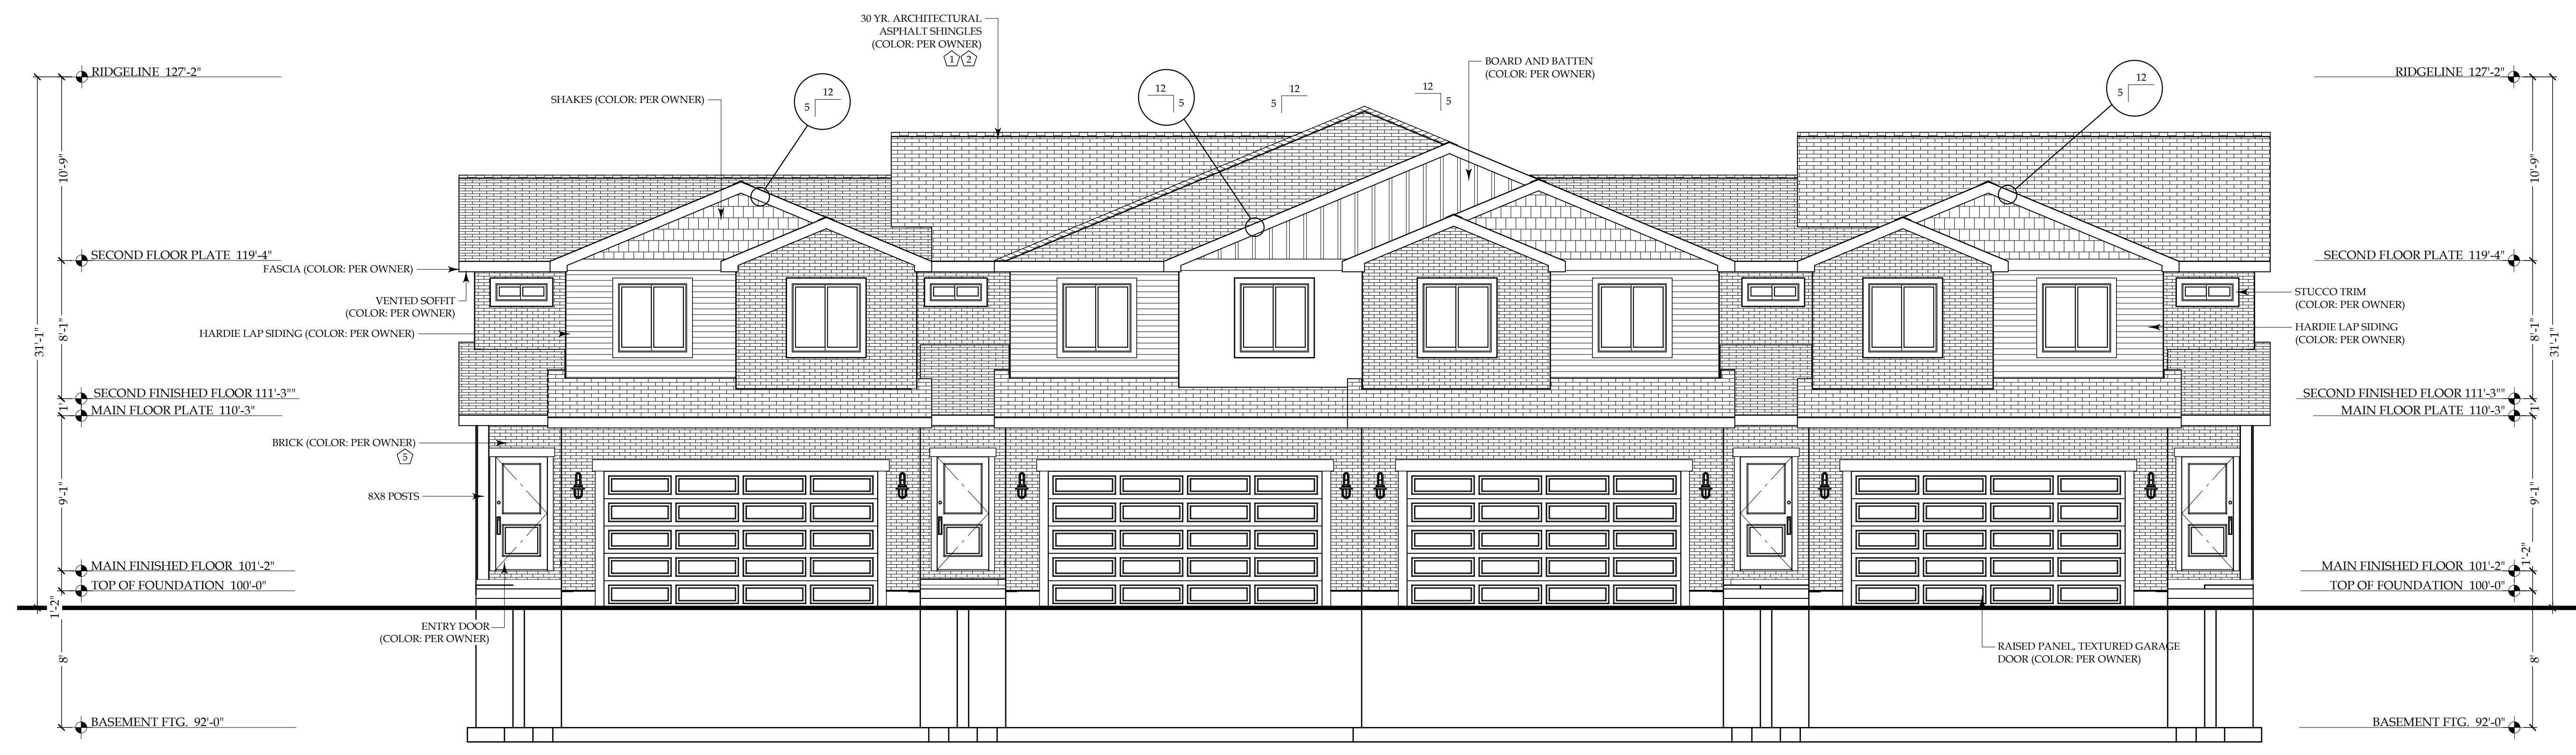 30 YR. ARCHITECTURAL
ASPHALT SHINGLES
(COLOR: PER OWNER)
1 2
BOARD AND BATTEN
(COLOR: PER OWNER)
SHAKES (COLOR: PER OWNER)
12
5
12
5
12
5
12
5
12
5
RIDGELINE 127'-2"
10'-9"
SECOND FLOOR PLATE 119'-4"
FASCIA (COLOR: PER OWNER)
VENTED SOFFIT
(COLOR: PER OWNER)
HARDIE LAP SIDING (COLOR: PER OWNER)
8'-1"
31'-1"
SECOND FINISHED FLOOR 111'-3""
1'
MAIN FLOOR PLATE 110'-3"
BRICK (COLOR: PER OWNER)
5
9'-1"
8X8 POSTS
MAIN FINISHED FLOOR 101'-2"
TOP OF FOUNDATION 100'-0"
1'-2"
ENTRY DOOR
(COLOR: PER OWNER)
8'
BASEMENT FTG. 92'-0"
RIDGELINE 127'-2"
10'-9"
SECOND FLOOR PLATE 119'-4"
STUCCO TRIM
(COLOR: PER OWNER)
HARDIE LAP SIDING
(COLOR: PER OWNER)
8'-1"
31'-1"
SECOND FINISHED FLOOR 111'-3""
1'
MAIN FLOOR PLATE 110'-3"
9'-1"
1'-2"
MAIN FINISHED FLOOR 101'-2"
TOP OF FOUNDATION 100'-0"
RAISED PANEL, TEXTURED GARAGE
DOOR (COLOR: PER OWNER)
8'
BASEMENT FTG. 92'-0"